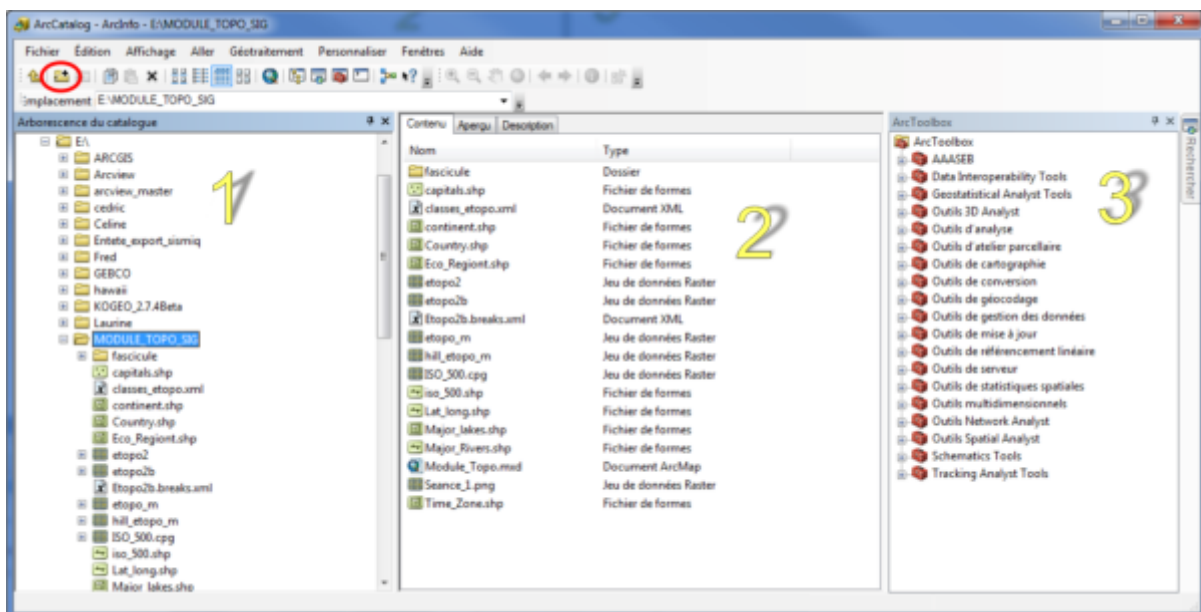 ArcCatalog - ArcInfo - E:\MODULE_TOPO_SIG
Fichier Édition Affichage Aller Géotraitement Personnaliser Fenêtres Aide
Emplacement E:\MODULE_TOPO_SIG
Arborescence du catalogue
E:\
ARCGIS
Arcview
arcview_master
cedric
Celine
Entete_export_sismiq
Fred
GEBCO
hawaii
KOGEO_2.7.4Beta
Laurine
MODULE_TOPO_SIG
fascicule
capitals.shp
classes_etopo.xml
continent.shp
Country.shp
Eco_Regiont.shp
etopo2
etopo2b
Etopo2b.breaks.xml
etopo_m
hill_etopo_m
ISO_500.cpg
iso_500.shp
Lat_long.shp
Major_lakes.shp
1
Contenu Aperçu Description
Nom Type
fascicule Dossier
capitals.shp Fichier de formes
classes_etopo.xml Document XML
continent.shp Fichier de formes
Country.shp Fichier de formes
Eco_Regiont.shp Fichier de formes
etopo2 Jeu de données Raster
etopo2b Jeu de données Raster
Etopo2b.breaks.xml Document XML
etopo_m Jeu de données Raster
hill_etopo_m Jeu de données Raster
ISO_500.cpg Jeu de données Raster
iso_500.shp Fichier de formes
Lat_long.shp Fichier de formes
Major_lakes.shp Fichier de formes
Major_Rivers.shp Fichier de formes
Module_Topo.mxd Document ArcMap
Seance_1.png Jeu de données Raster
Time_Zone.shp Fichier de formes
2
ArcToolbox
ArcToolbox
AAASEB
Data Interoperability Tools
Geostatistical Analyst Tools
Outils 3D Analyst
Outils d'analyse
Outils d'atelier parcellaire
Outils de cartographie
Outils de conversion
Outils de géocodage
Outils de gestion des données
Outils de mise à jour
Outils de référencement linéaire
Outils de serveur
Outils de statistiques spatiales
Outils multidimensionnels
Outils Network Analyst
Outils Spatial Analyst
Schematics Tools
Tracking Analyst Tools
3
Rechercher